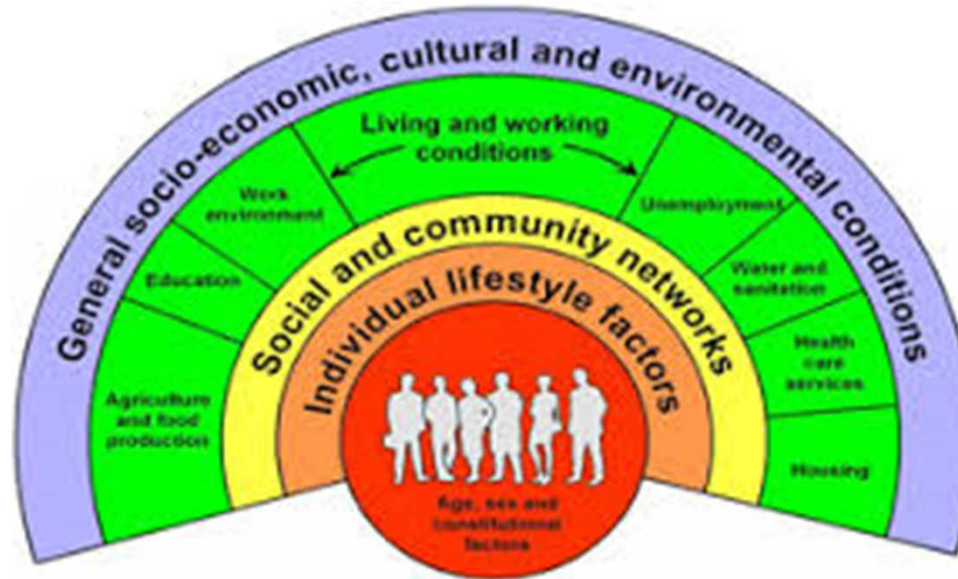 General socio-economic, cultural and environmental conditions
Living and working
conditions
Work
environment
Education
Agriculture
and food
production
Unemployment
Water and
sanitation
Health
care
services
Housing
Social and community networks
Individual lifestyle factors
Age, sex and
constitutional
factors